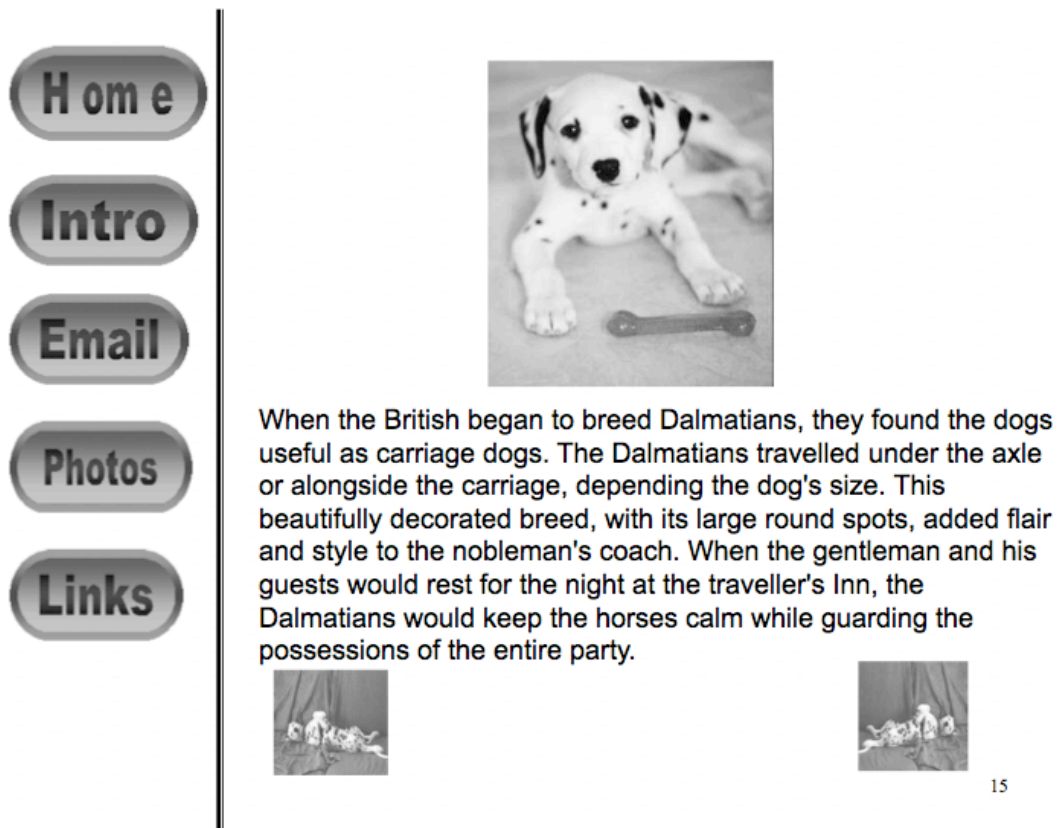 Home
Intro
Email
Photos
Links
When the British began to breed Dalmatians, they found the dogs
useful as carriage dogs. The Dalmatians travelled under the axle
or alongside the carriage, depending the dog's size. This
beautifully decorated breed, with its large round spots, added flair
and style to the nobleman's coach. When the gentleman and his
guests would rest for the night at the traveller's Inn, the
Dalmatians would keep the horses calm while guarding the
possessions of the entire party.
15